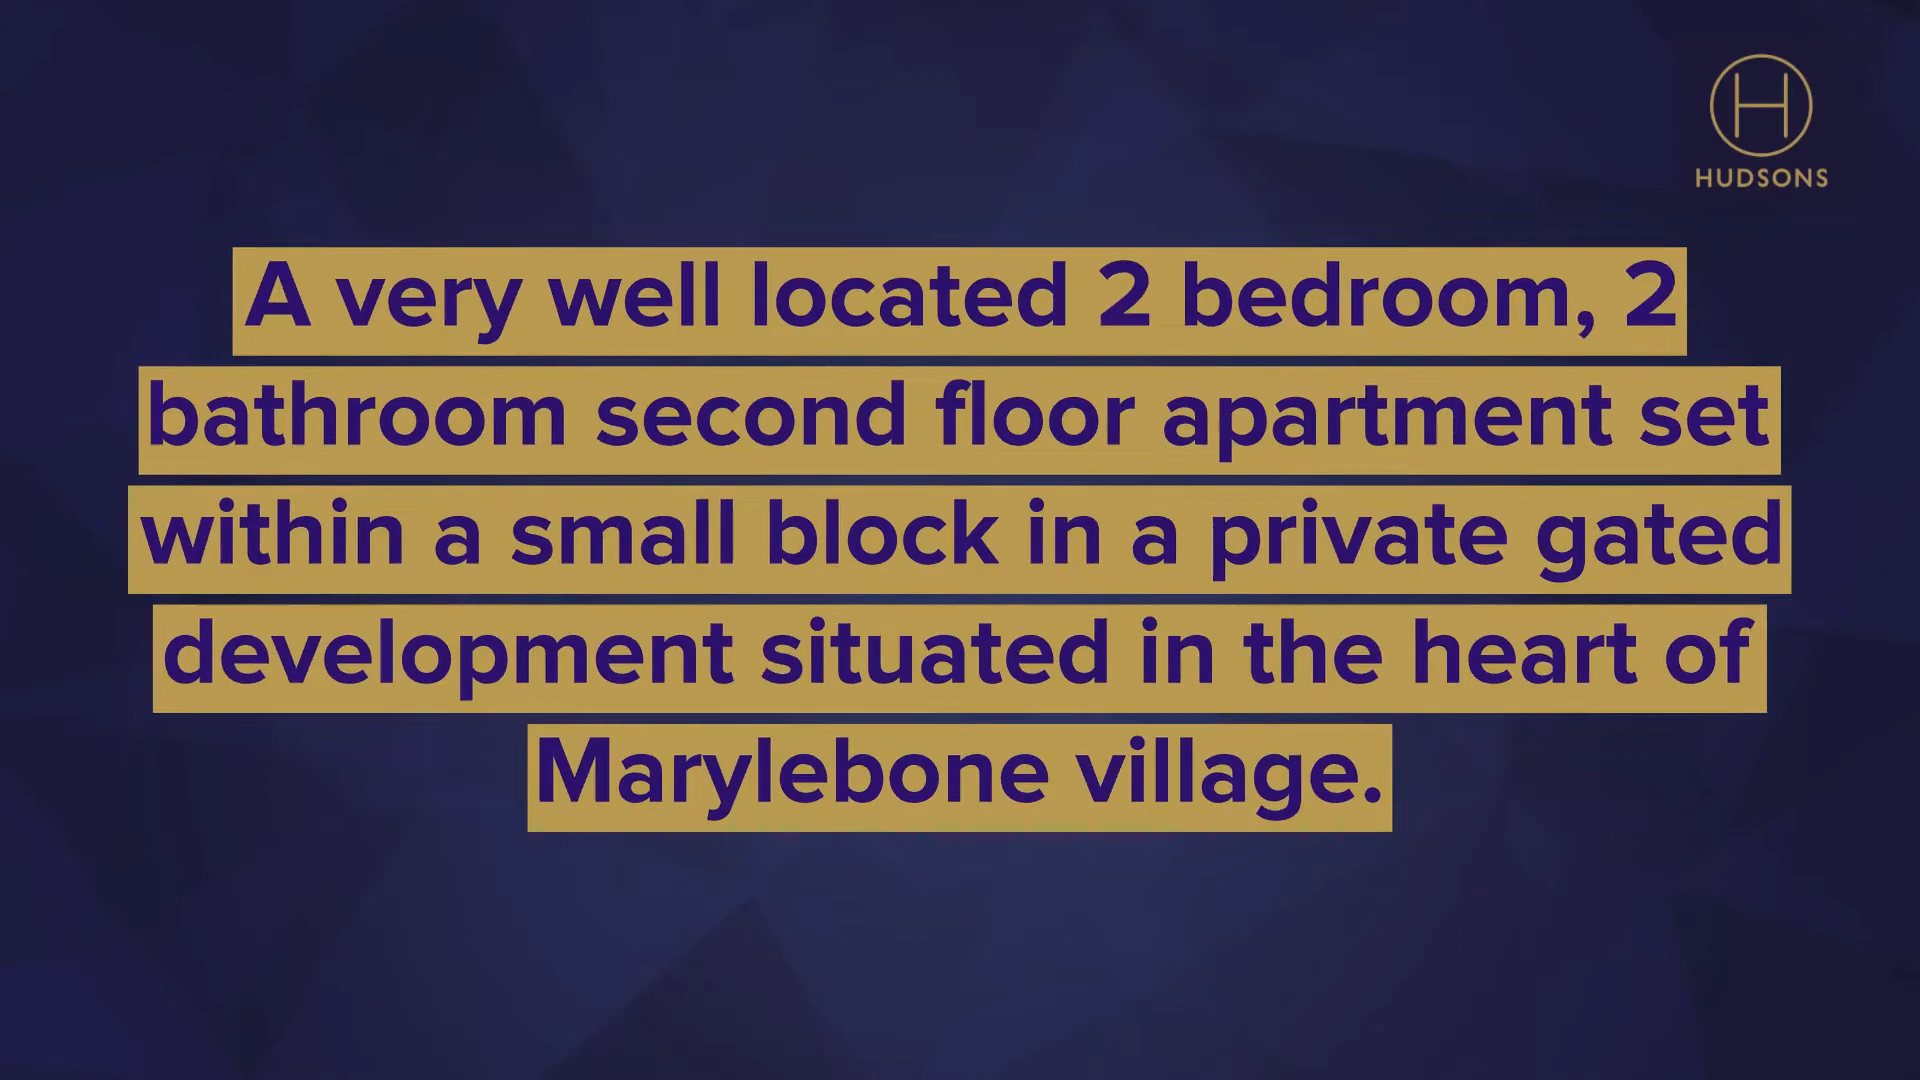 H
HUDSONS
A very well located 2 bedroom, 2
bathroom second floor apartment set
within a small block in a private gated
development situated in the heart of
Marylebone village.